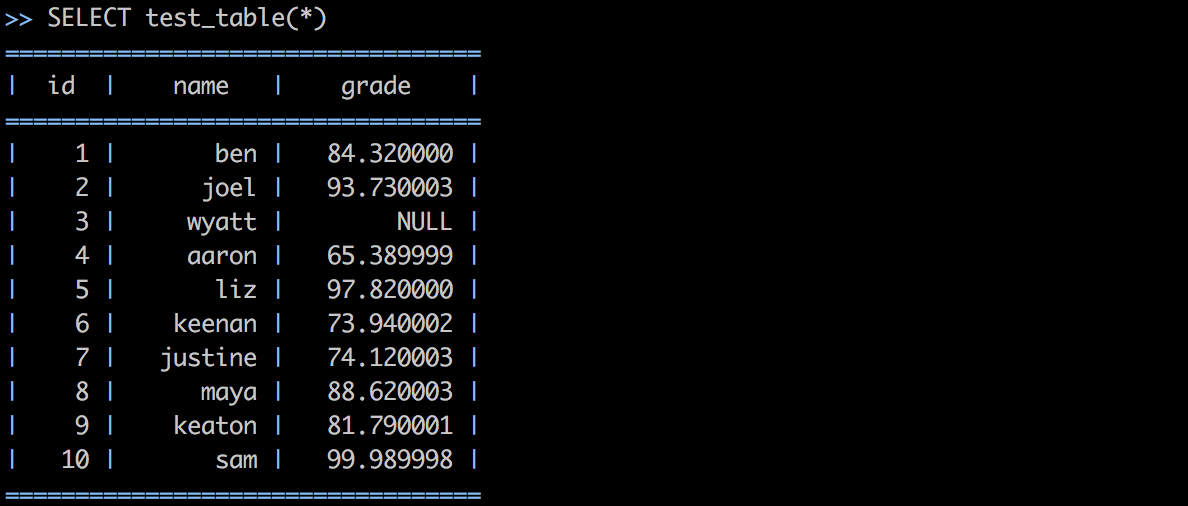 >> SELECT test_table(*)
==================================
|  id  |    name   |    grade    |
==================================
|    1 |       ben |   84.320000 |
|    2 |      joel |   93.730003 |
|    3 |     wyatt |        NULL |
|    4 |     aaron |   65.389999 |
|    5 |       liz |   97.820000 |
|    6 |    keenan |   73.940002 |
|    7 |   justine |   74.120003 |
|    8 |      maya |   88.620003 |
|    9 |    keaton |   81.790001 |
|   10 |       sam |   99.989998 |
==================================